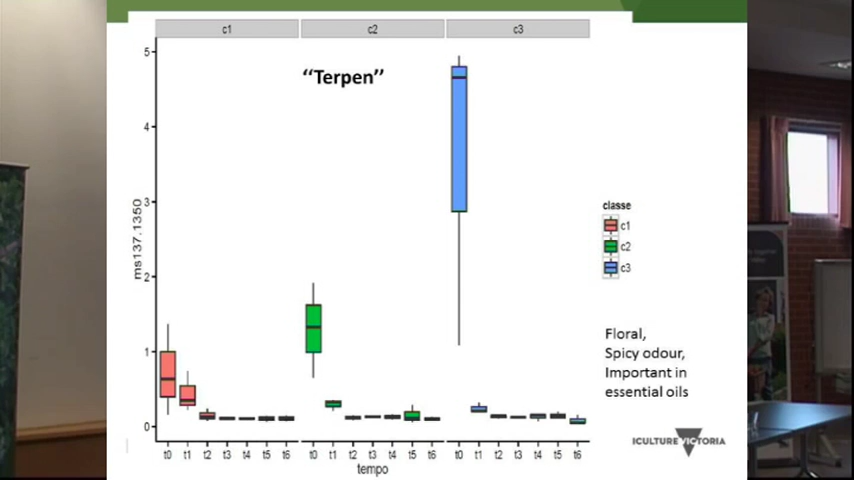 c1 c2 c3
“Terpen”
5
4
3
2
1
0
ms137.1350
t0 t1 t2 t3 t4 t5 t6 t0 t1 t2 t3 t4 t5 t6 t0 t1 t2 t3 t4 t5 t6
tempo
classe
c1
c2
c3
Floral,
Spicy odour,
Important in
essential oils
ICULTURE VICTORIA